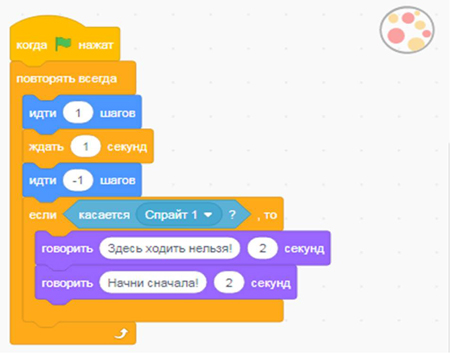 когда нажат
повторять всегда
идти 1 шагов
ждать 1 секунд
идти -1 шагов
если касается Спрайт 1 ? , то
говорить Здесь ходить нельзя! 2 секунд
говорить Начни сначала! 2 секунд